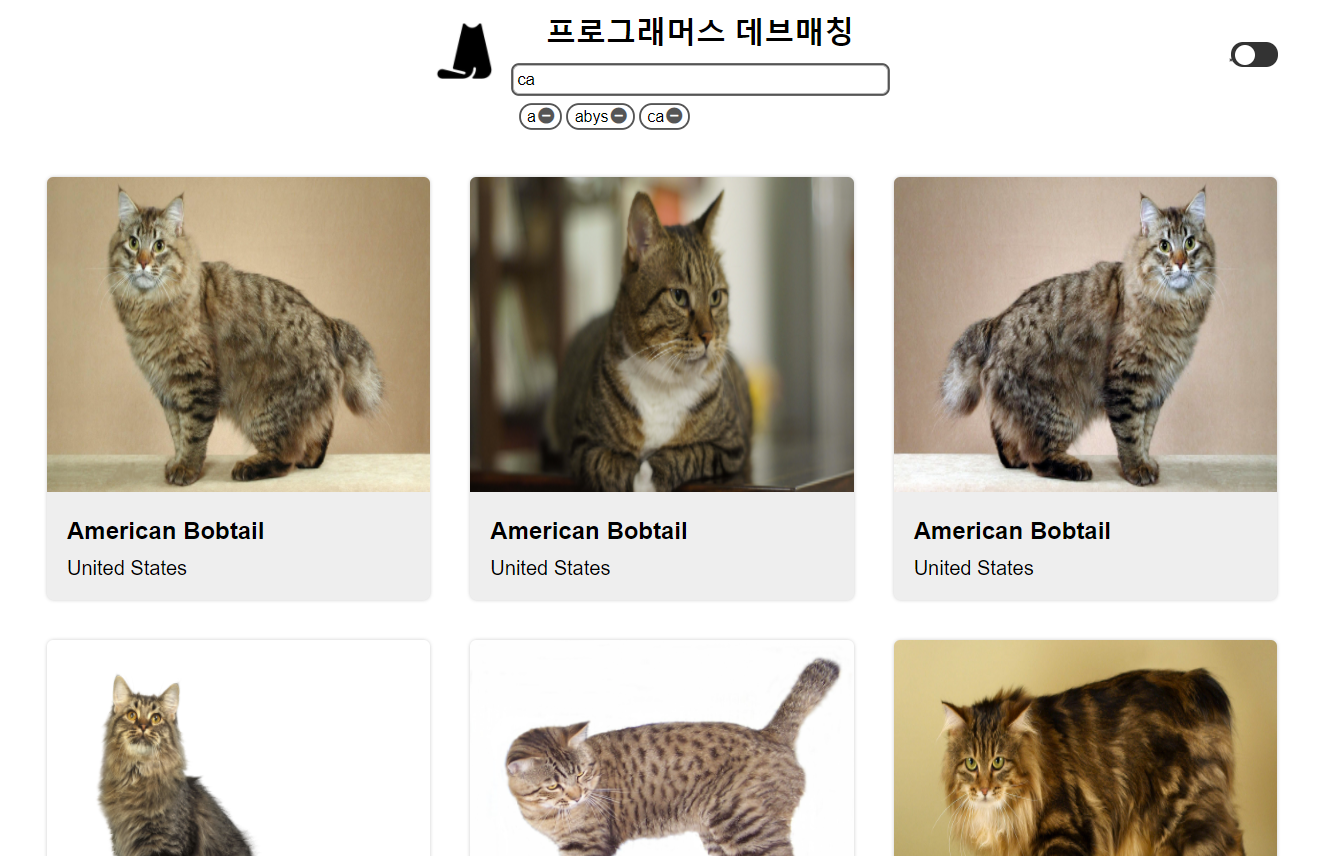 프로그래머스 데브매칭
ca
a abys ca
American Bobtail American Bobtail American Bobtail
United States United States United States